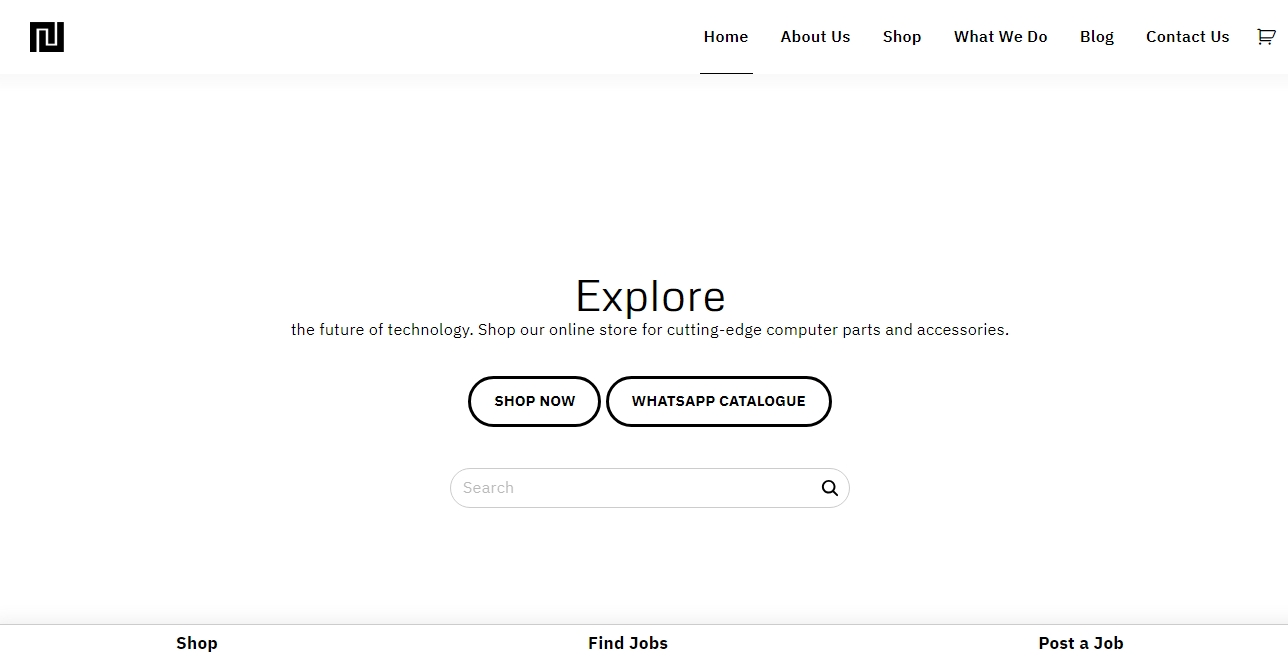 Home About Us Shop What We Do Blog Contact Us
Explore
the future of technology. Shop our online store for cutting-edge computer parts and accessories.
SHOP NOW WHATSAPP CATALOGUE
Search
Shop Find Jobs Post a Job